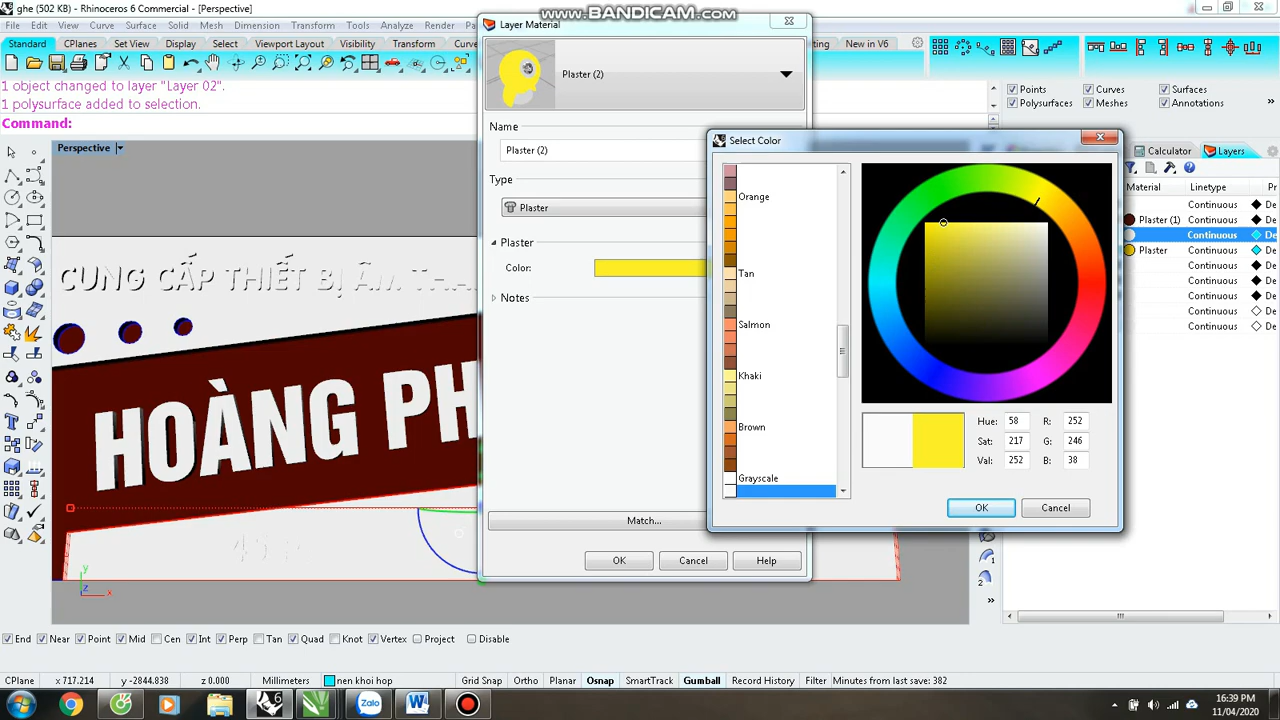 ghe (502 KB) - Rhinoceros 6 Commercial - [Perspective]
www.BANDICAM.com
File Edit View Curve Surface Solid Mesh Dimension Transform Tools Analyze Render
Standard CPlanes Set View Display Select Viewport Layout Visibility Transform
New in V6
1 object changed to layer "Layer 02".
1 polysurface added to selection.
Command:
Points Curves Surfaces
Polysurfaces Meshes Annotations
Perspective
Calculator Layers
Material Linetype
Continuous
Plaster (1) Continuous
Continuous
Plaster Continuous
Continuous
Continuous
Continuous
Continuous
Continuous
CUNG CẤP THIẾT BỊ ÂM
HOÀNG PH
Layer Material
Plaster (2)
Name
Plaster (2)
Type
Plaster
Plaster
Color:
Notes
Match...
OK Cancel Help
Select Color
Orange
Tan
Salmon
Khaki
Brown
Grayscale
Hue: 58 R: 252
Sat: 217 G: 246
Val: 252 B: 38
OK Cancel
y
z x
End Near Point Mid Cen Int Perp Tan Quad Knot Vertex Project Disable
CPlane x 717.214 y -2844.838 z 0.000 Millimeters nen khoi hop Grid Snap Ortho Planar Osnap SmartTrack Gumball Record History Filter Minutes from last save: 382
Zalo
16:39 PM
11/04/2020